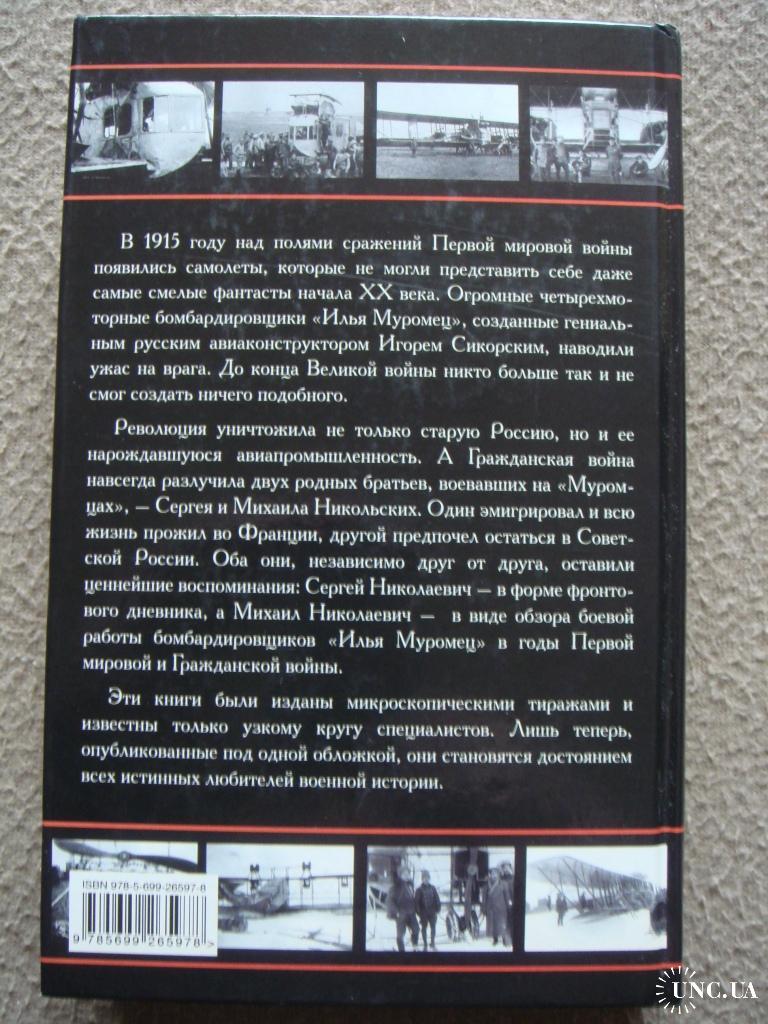 В 1915 году над полями сражений Первой мировой войны
появились самолеты, которые не могли представить себе даже
самые смелые фантасты начала XX века. Огромные четырехмо-
торные бомбардировщики «Илья Муромец», созданные гениаль-
ным русским авиаконструктором Игорем Сикорским, наводили
ужас на врага. До конца Великой войны никто больше так и не
смог создать ничего подобного.
Революция уничтожила не только старую Россию, но и ее
нарождавшуюся авиапромышленность. А Гражданская война
навсегда разлучила двух родных братьев, воевавших на «Муром-
цах», – Сергея и Михаила Никольских. Один эмигрировал и всю
жизнь прожил во Франции, другой предпочел остаться в Совет-
ской России. Оба они, независимо друг от друга, оставили
ценнейшие воспоминания: Сергей Николаевич – в форме фронто-
вого дневника, а Михаил Николаевич – в виде обзора боевой
работы бомбардировщиков «Илья Муромец» в годы Первой
мировой и Гражданской войны.
Эти книги были изданы микроскопическими тиражами и
известны только узкому кругу специалистов. Лишь теперь,
опубликованные под одной обложкой, они становятся достоянием
всех истинных любителей военной истории.
ISBN 978-5-699-26597-8
9 785699 265978 >
UNC.UA